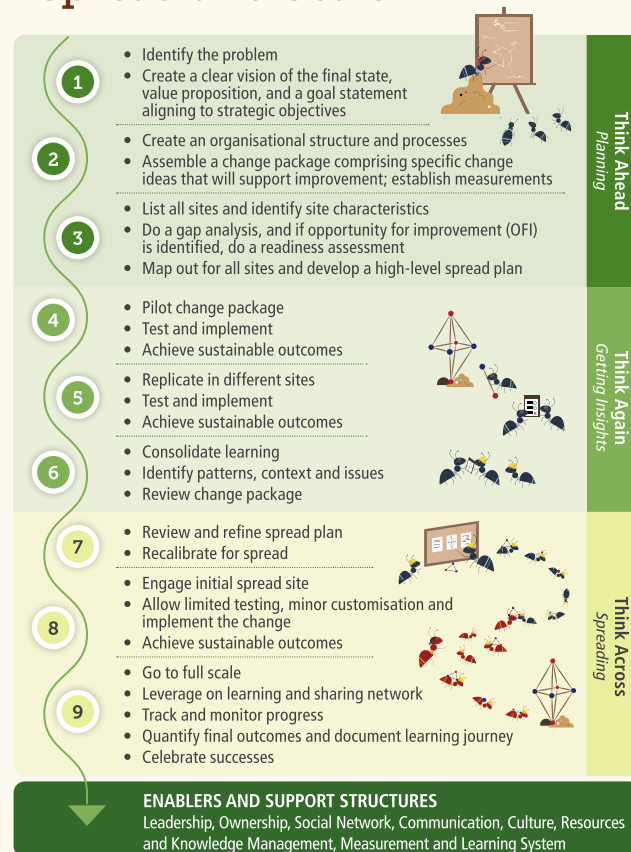 1
• Identify the problem
• Create a clear vision of the final state,
value proposition, and a goal statement
aligning to strategic objectives
2
• Create an organisational structure and processes
• Assemble a change package comprising specific change
ideas that will support improvement; establish measurements
3
• List all sites and identify site characteristics
• Do a gap analysis, and if opportunity for improvement (OFI)
is identified, do a readiness assessment
• Map out for all sites and develop a high-level spread plan
Think Ahead
Planning
4
• Pilot change package
• Test and implement
• Achieve sustainable outcomes
5
• Replicate in different sites
• Test and implement
• Achieve sustainable outcomes
6
• Consolidate learning
• Identify patterns, context and issues
• Review change package
Think Again
Getting Insights
7
• Review and refine spread plan
• Recalibrate for spread
8
• Engage initial spread site
• Allow limited testing, minor customisation and
implement the change
• Achieve sustainable outcomes
9
• Go to full scale
• Leverage on learning and sharing network
• Track and monitor progress
• Quantify final outcomes and document learning journey
• Celebrate successes
Think Across
Spreading
ENABLERS AND SUPPORT STRUCTURES
Leadership, Ownership, Social Network, Communication, Culture, Resources
and Knowledge Management, Measurement and Learning System